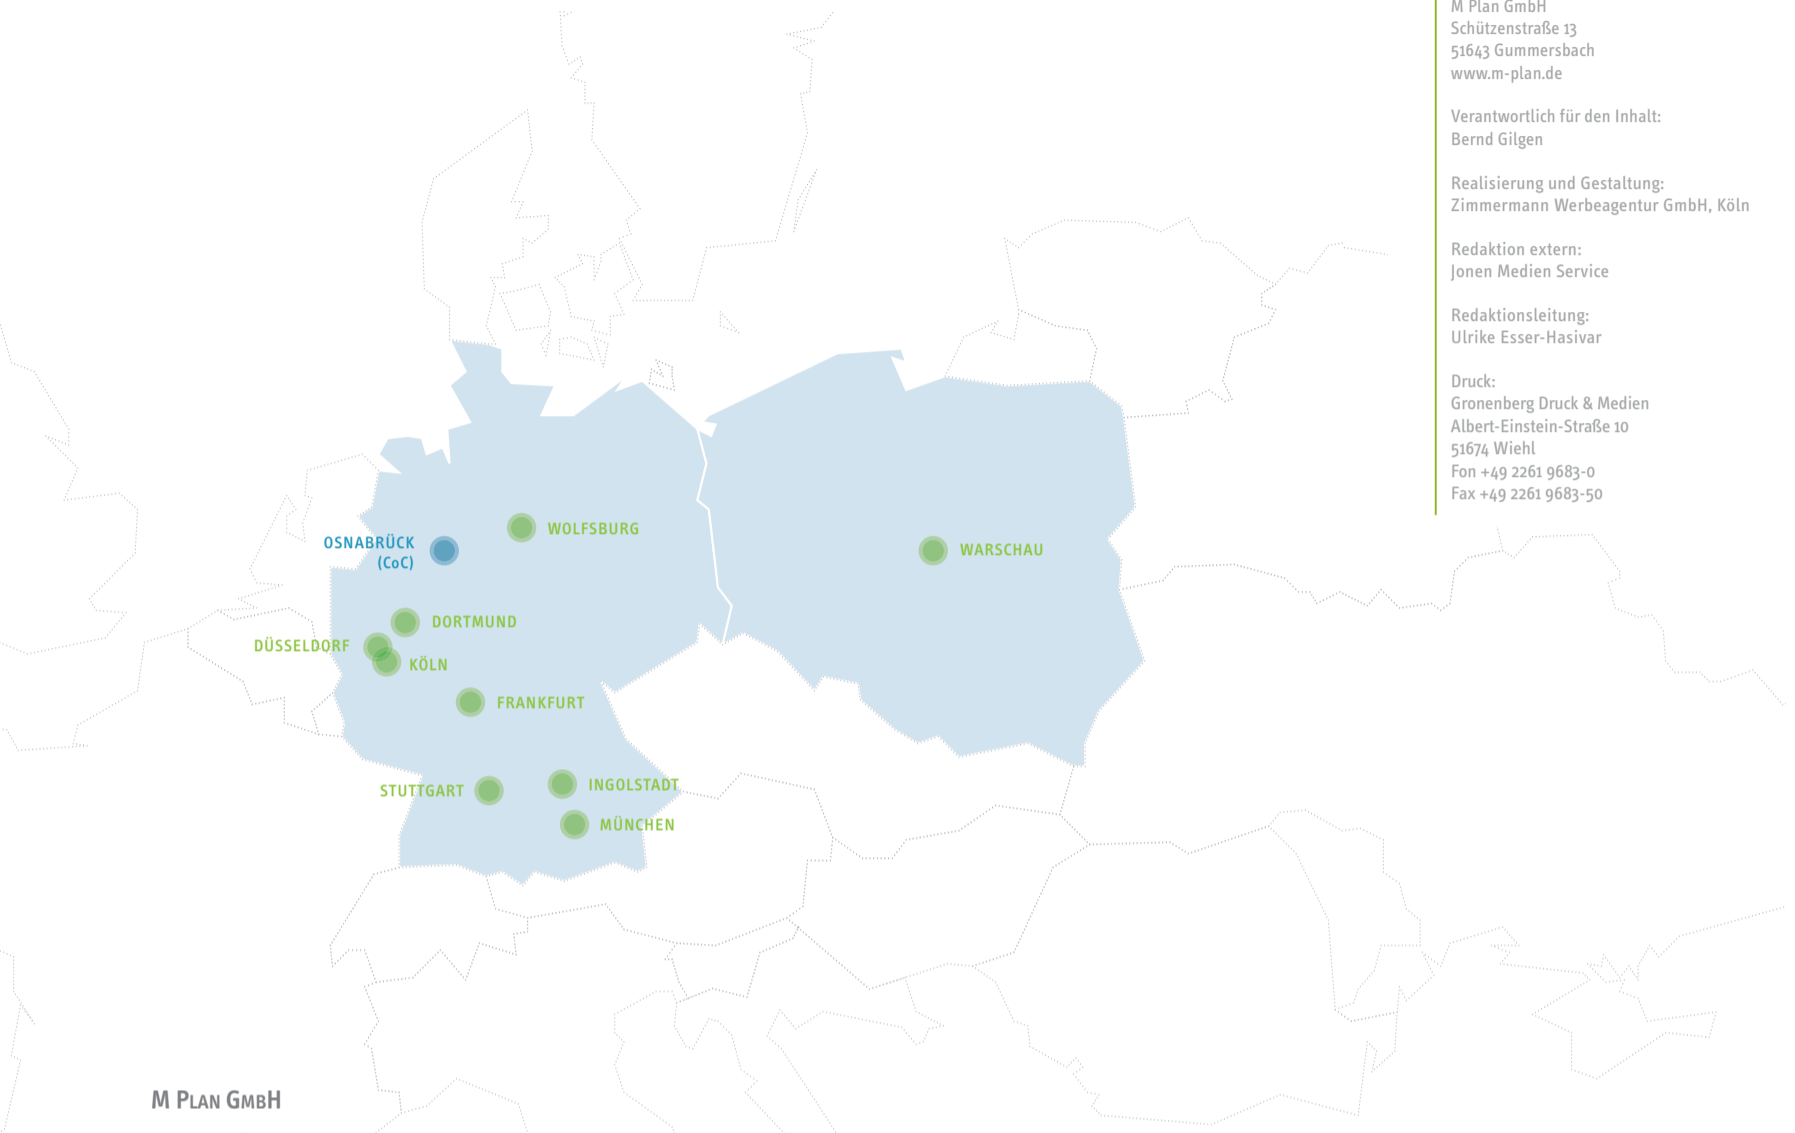 M Plan GmbH
Schützenstraße 13
51643 Gummersbach
www.m-plan.de
Verantwortlich für den Inhalt:
Bernd Gilgen
Realisierung und Gestaltung:
Zimmermann Werbeagentur GmbH, Köln
Redaktion extern:
Jonen Medien Service
Redaktionsleitung:
Ulrike Esser-Hasivar
Druck:
Gronenberg Druck & Medien
Albert-Einstein-Straße 10
51674 Wiehl
Fon +49 2261 9683-0
Fax +49 2261 9683-50
WOLFSBURG
OSNABRÜCK
(CoC)
WARSCHAU
DORTMUND
DÜSSELDORF
KÖLN
FRANKFURT
STUTTGART
INGOLSTADT
MÜNCHEN
M PLAN GMBH